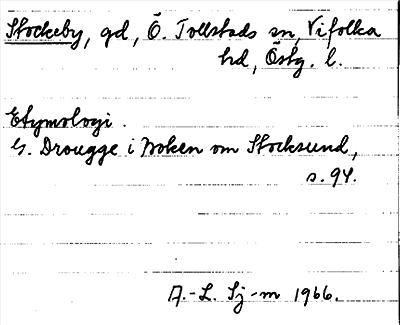 Stockeby, gd, Ö. Tollstads sn, Vifolka
hd, Östg. l.
Etymologi.
G. Drougge i Boken om Stocksund,
s. 94.
A.-L. Sj-m 1966.